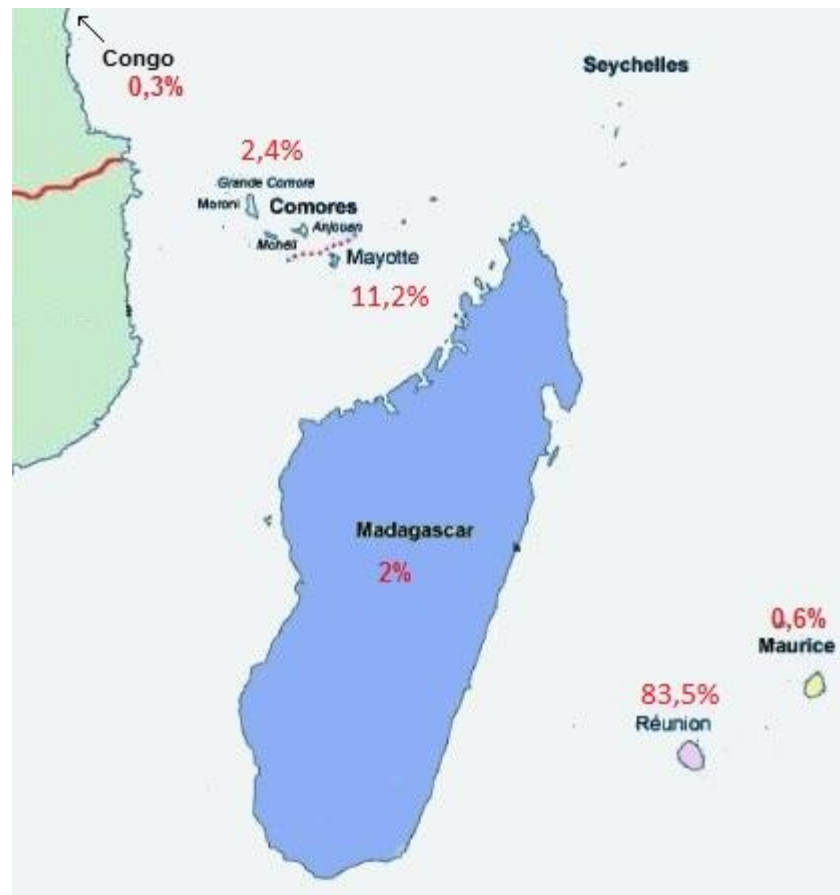 Congo
0,3%
Seychelles
2,4%
Grande Comore
Moroni
Comores
Anjouan
Mohéli
Mayotte
11,2%
Madagascar
2%
0,6%
Maurice
83,5%
Réunion